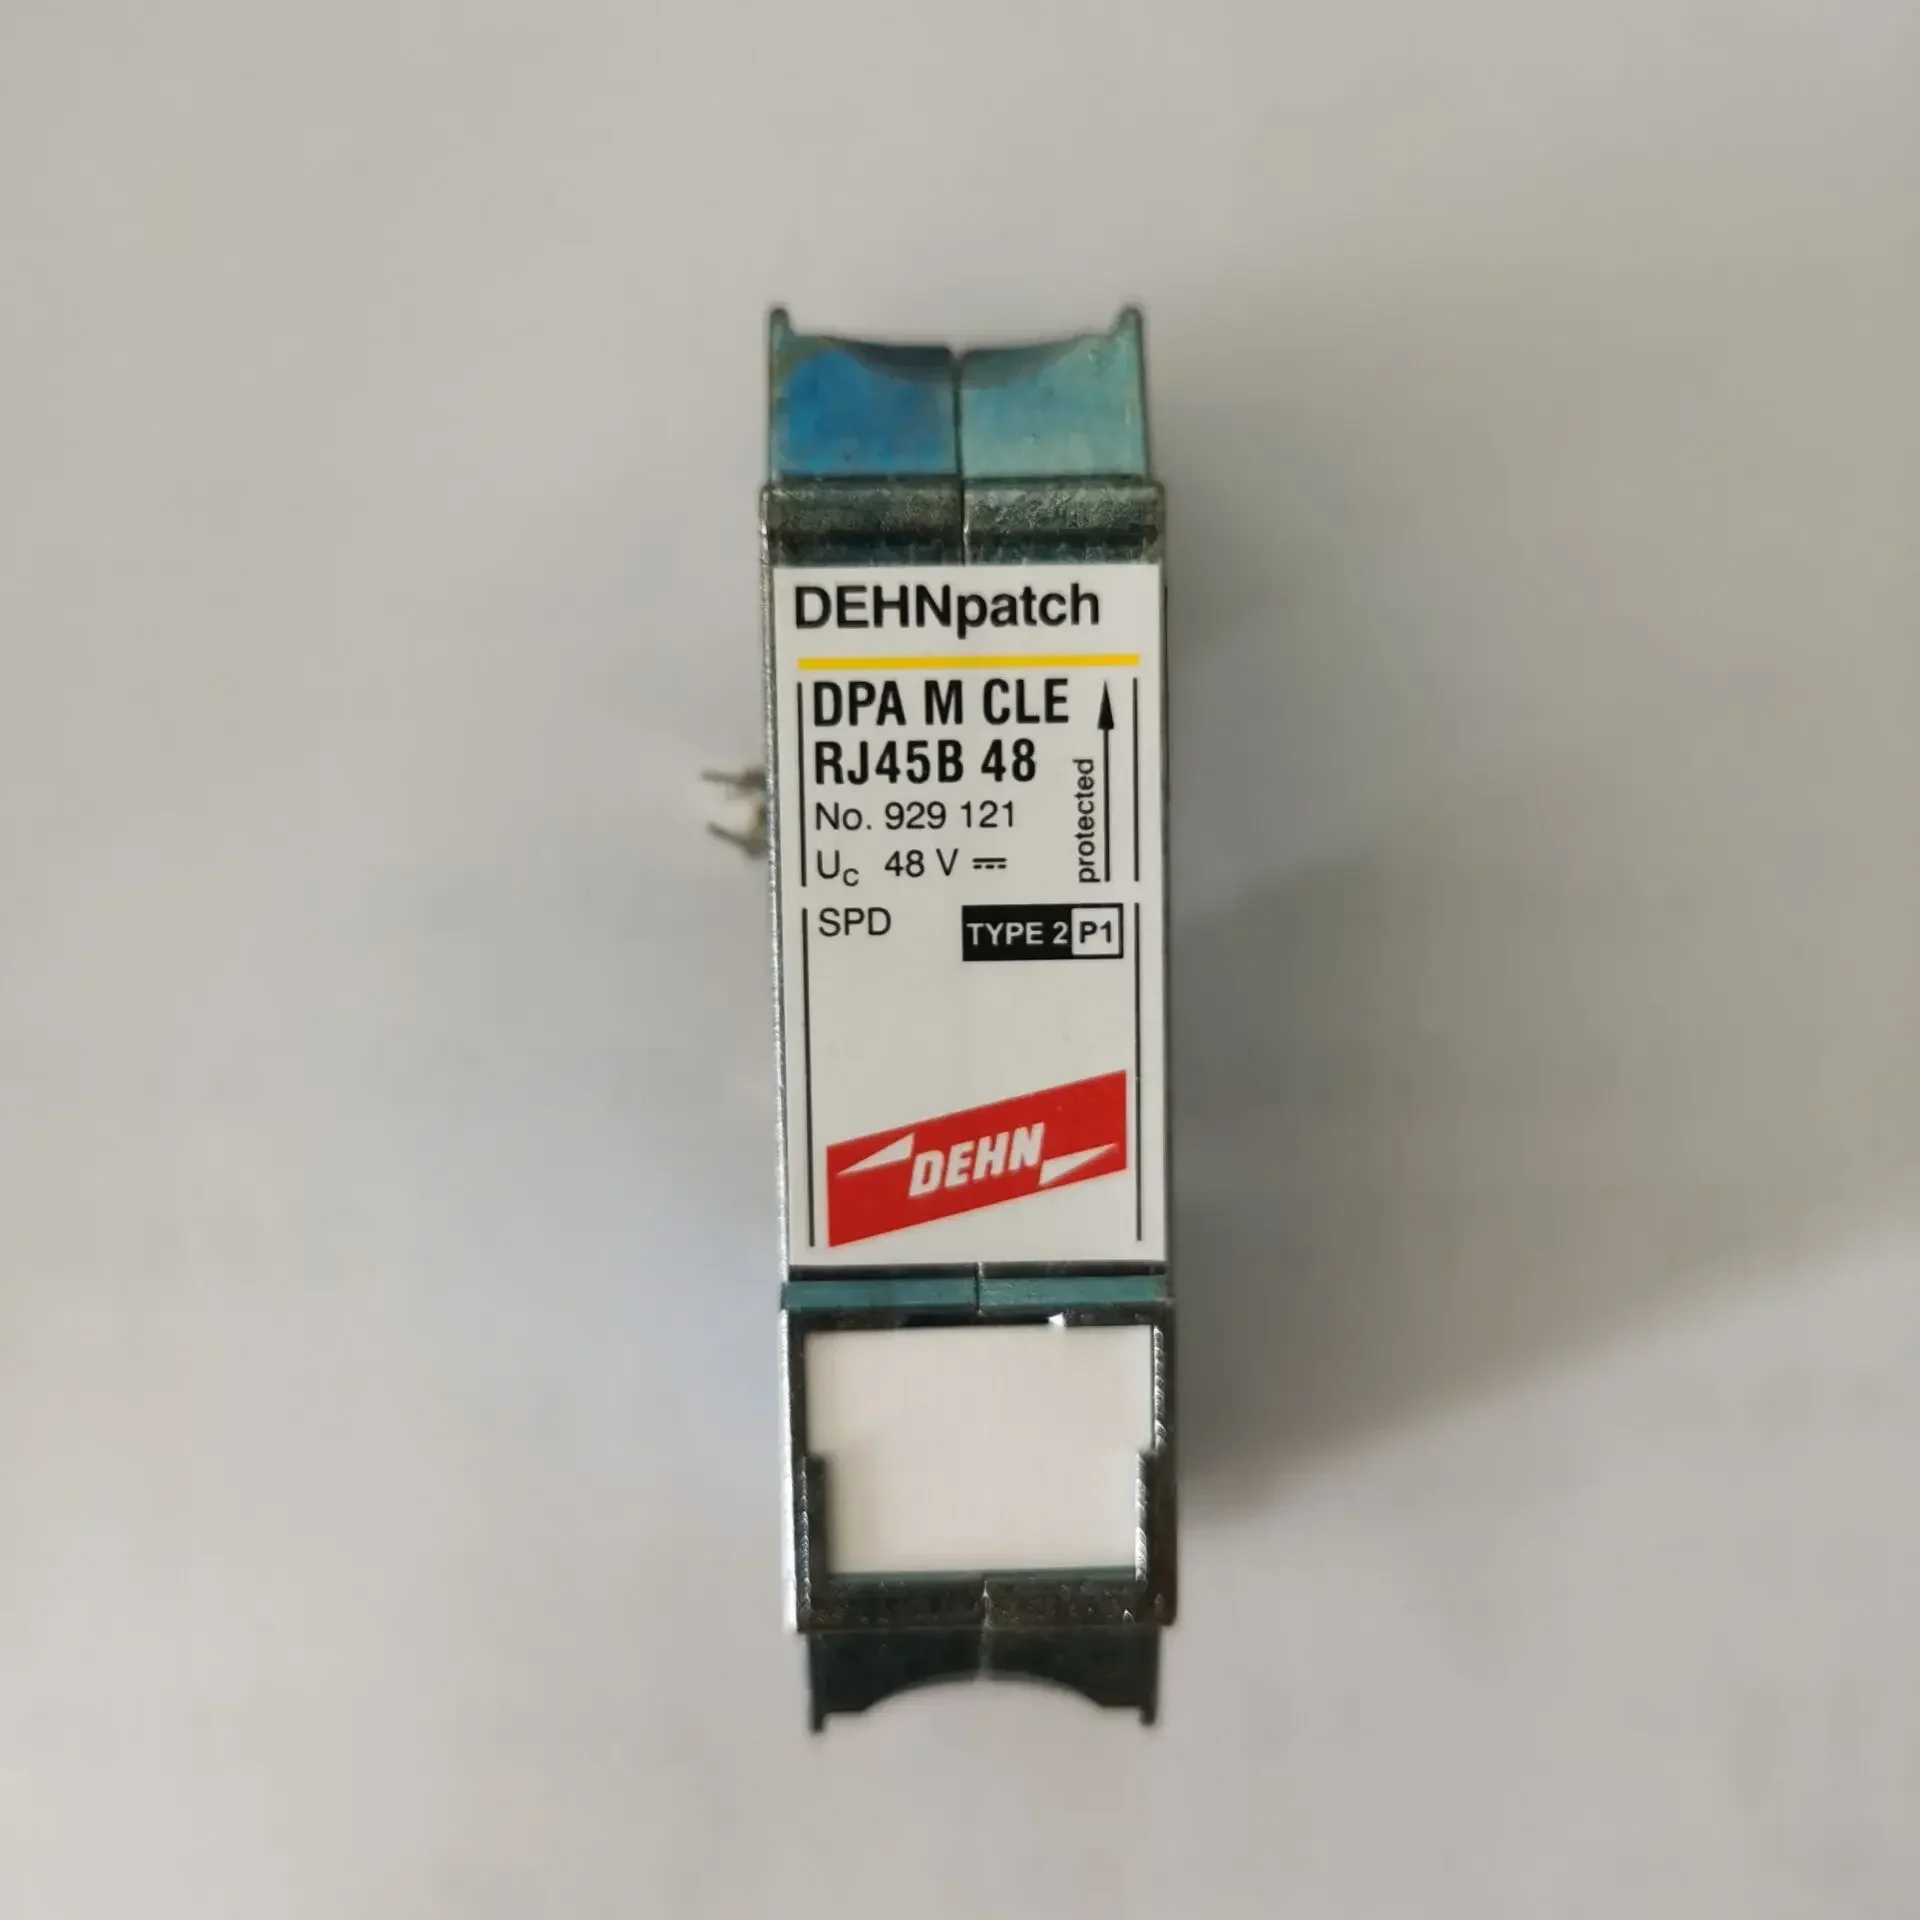 DEHNpatch
DPA M CLE
RJ45B 48
No. 929 121
Uc 48 V ⎓
protected
SPD TYPE 2 P1
DEHN